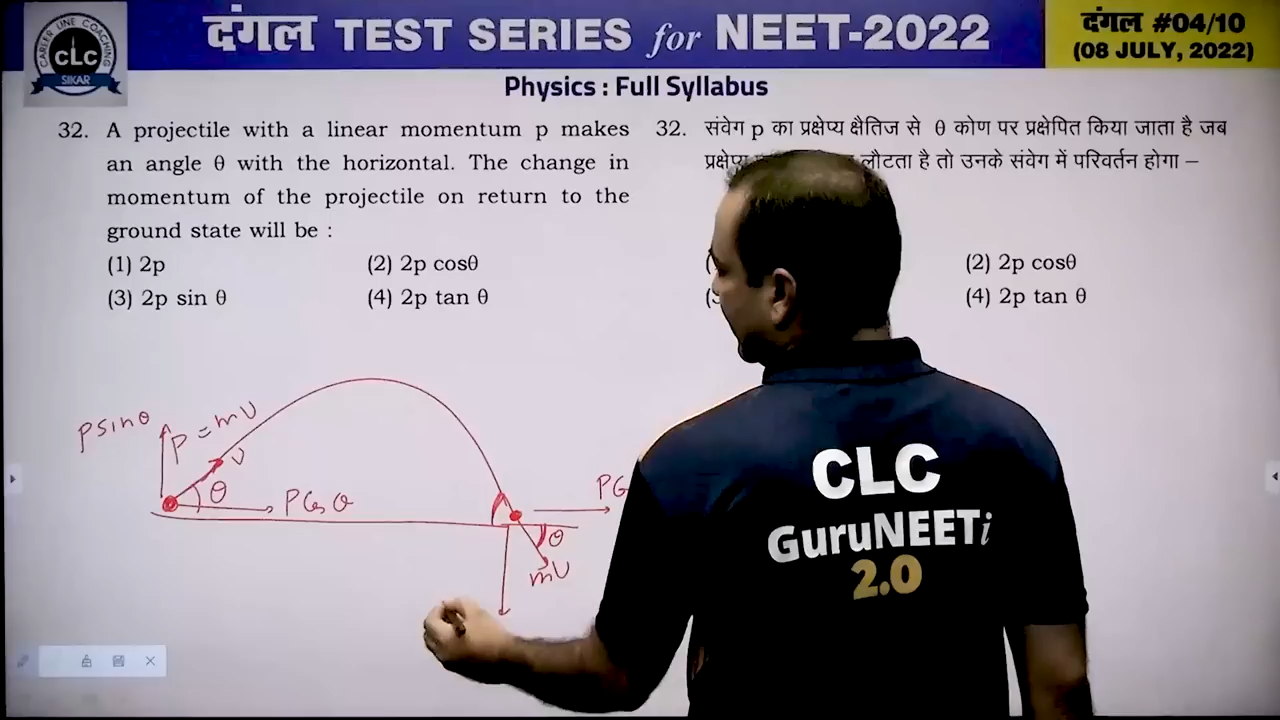 CAREER LINE COACHING
CLC
SIKAR
दंगल TEST SERIES for NEET-2022
दंगल #04/10
(08 JULY, 2022)
Physics : Full Syllabus
32. A projectile with a linear momentum p makes
an angle θ with the horizontal. The change in
momentum of the projectile on return to the
ground state will be :
(1) 2p (2) 2p cosθ
(3) 2p sin θ (4) 2p tan θ
32. संवेग p का प्रक्षेप्य क्षैतिज से θ कोण पर प्रक्षेपित किया जाता है जब
लौटता है तो उनके संवेग में परिवर्तन होगा –
(2) 2p cosθ
(4) 2p tan θ
psinθ
P = mU
U
θ
PCosθ
θ
mU
CLC
GuruNEETi
2.0